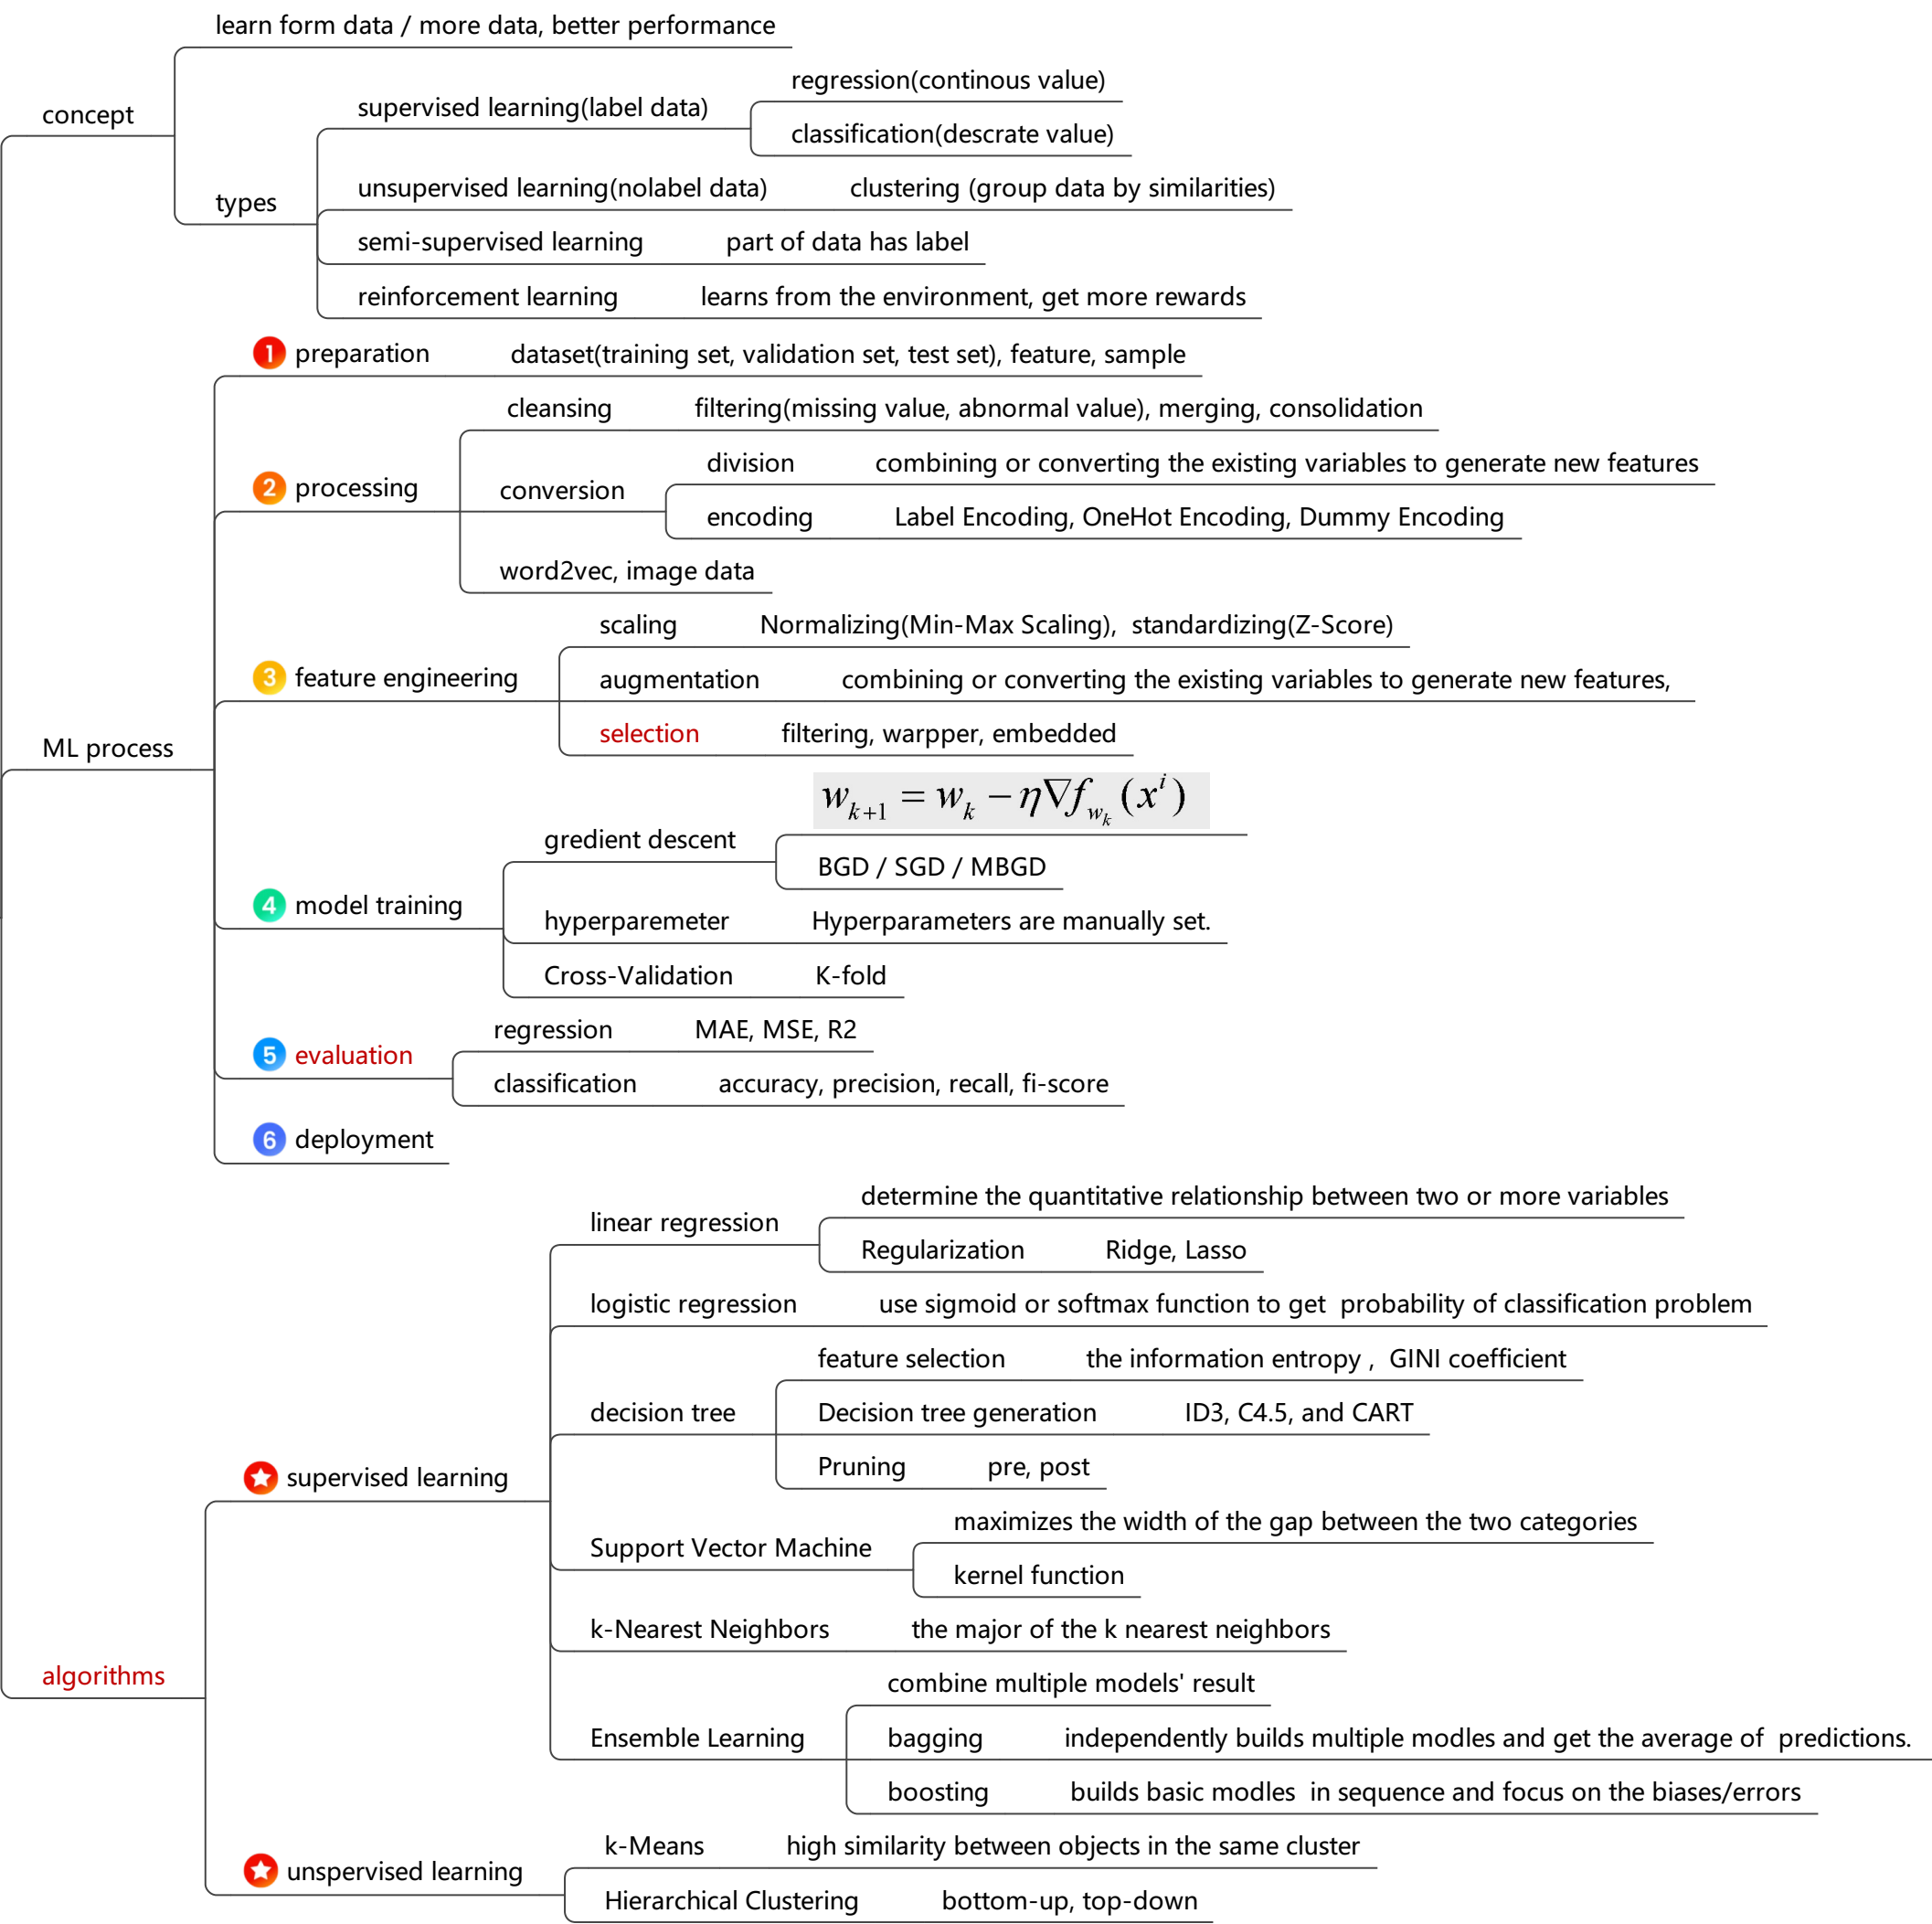 learn form data / more data, better performance
concept
types
supervised learning(label data)
regression(continous value)
classification(descrate value)
unsupervised learning(nolabel data) clustering (group data by similarities)
semi-supervised learning part of data has label
reinforcement learning learns from the environment, get more rewards
ML process
1 preparation dataset(training set, validation set, test set), feature, sample
2 processing
cleansing filtering(missing value, abnormal value), merging, consolidation
conversion
division combining or converting the existing variables to generate new features
encoding Label Encoding, OneHot Encoding, Dummy Encoding
word2vec, image data
3 feature engineering
scaling Normalizing(Min-Max Scaling), standardizing(Z-Score)
augmentation combining or converting the existing variables to generate new features,
selection filtering, warpper, embedded
4 model training
gredient descent
w_{k+1} = w_k − η∇f_{w_k}(x^i)
BGD / SGD / MBGD
hyperparemeter Hyperparameters are manually set.
Cross-Validation K-fold
5 evaluation
regression MAE, MSE, R2
classification accuracy, precision, recall, fi-score
6 deployment
algorithms
supervised learning
linear regression
determine the quantitative relationship between two or more variables
Regularization Ridge, Lasso
logistic regression use sigmoid or softmax function to get probability of classification problem
decision tree
feature selection the information entropy , GINI coefficient
Decision tree generation ID3, C4.5, and CART
Pruning pre, post
Support Vector Machine
maximizes the width of the gap between the two categories
kernel function
k-Nearest Neighbors the major of the k nearest neighbors
Ensemble Learning
combine multiple models' result
bagging independently builds multiple modles and get the average of predictions.
boosting builds basic modles in sequence and focus on the biases/errors
unspervised learning
k-Means high similarity between objects in the same cluster
Hierarchical Clustering bottom-up, top-down